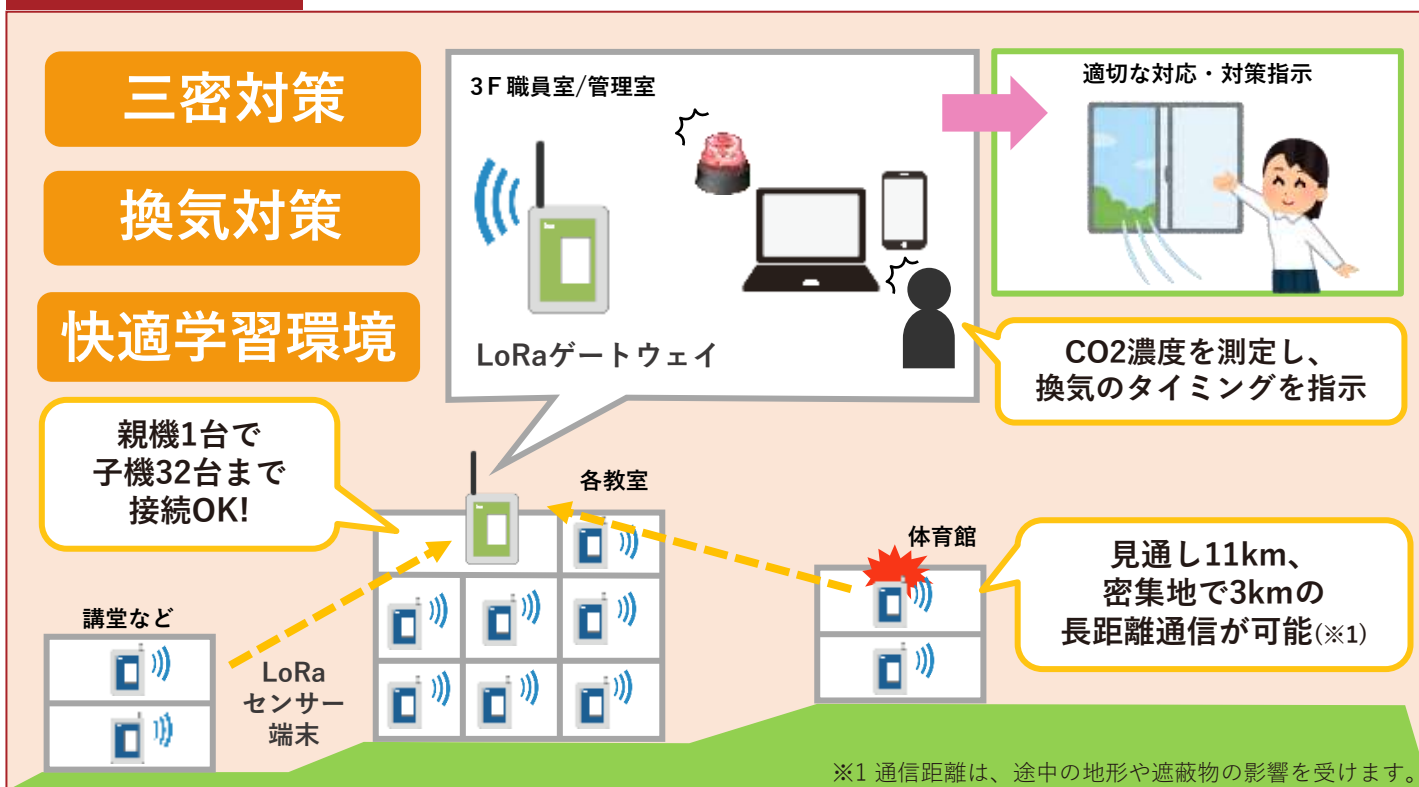 三密対策
換気対策
快適学習環境
3F職員室/管理室
LoRaゲートウェイ
適切な対応・対策指示
CO2濃度を測定し、
換気のタイミングを指示
親機1台で
子機32台まで
接続OK!
各教室
体育館
見通し11km、
密集地で3kmの
長距離通信が可能(※1)
講堂など
LoRa
センサー
端末
※1 通信距離は、途中の地形や遮蔽物の影響を受けます。